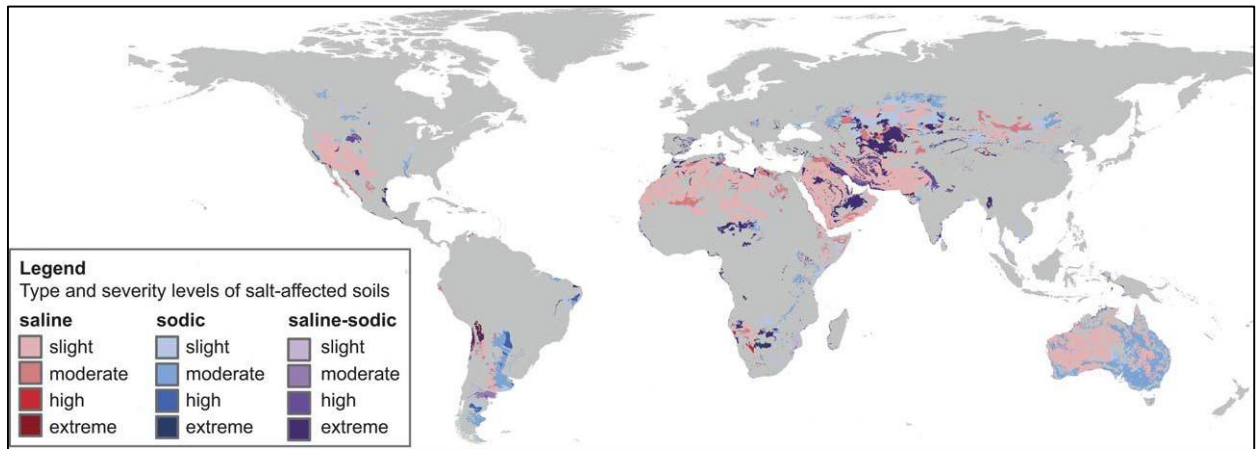 Legend
Type and severity levels of salt-affected soils
saline sodic saline-sodic
slight slight slight
moderate moderate moderate
high high high
extreme extreme extreme